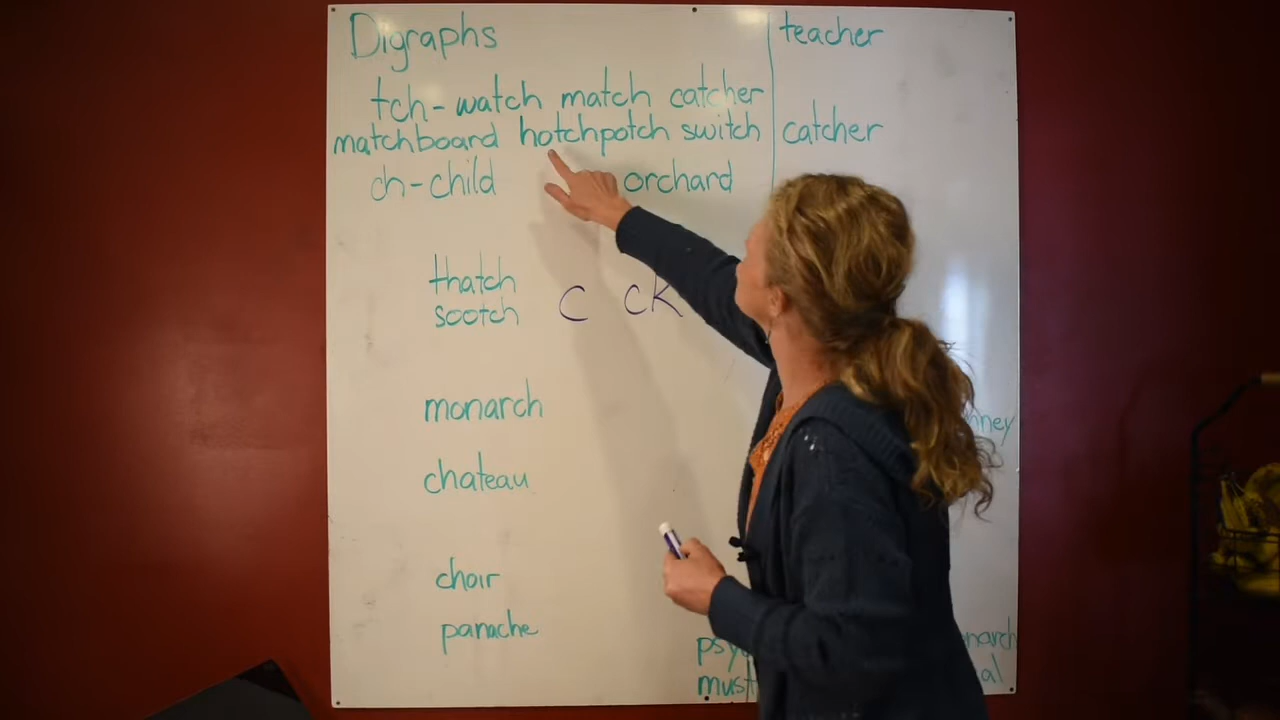 Digraphs
teacher
tch - watch match catcher
matchboard hotchpotch switch
catcher
ch - child orchard
thatch
scotch
c ck
monarch
chateau
choir
panache